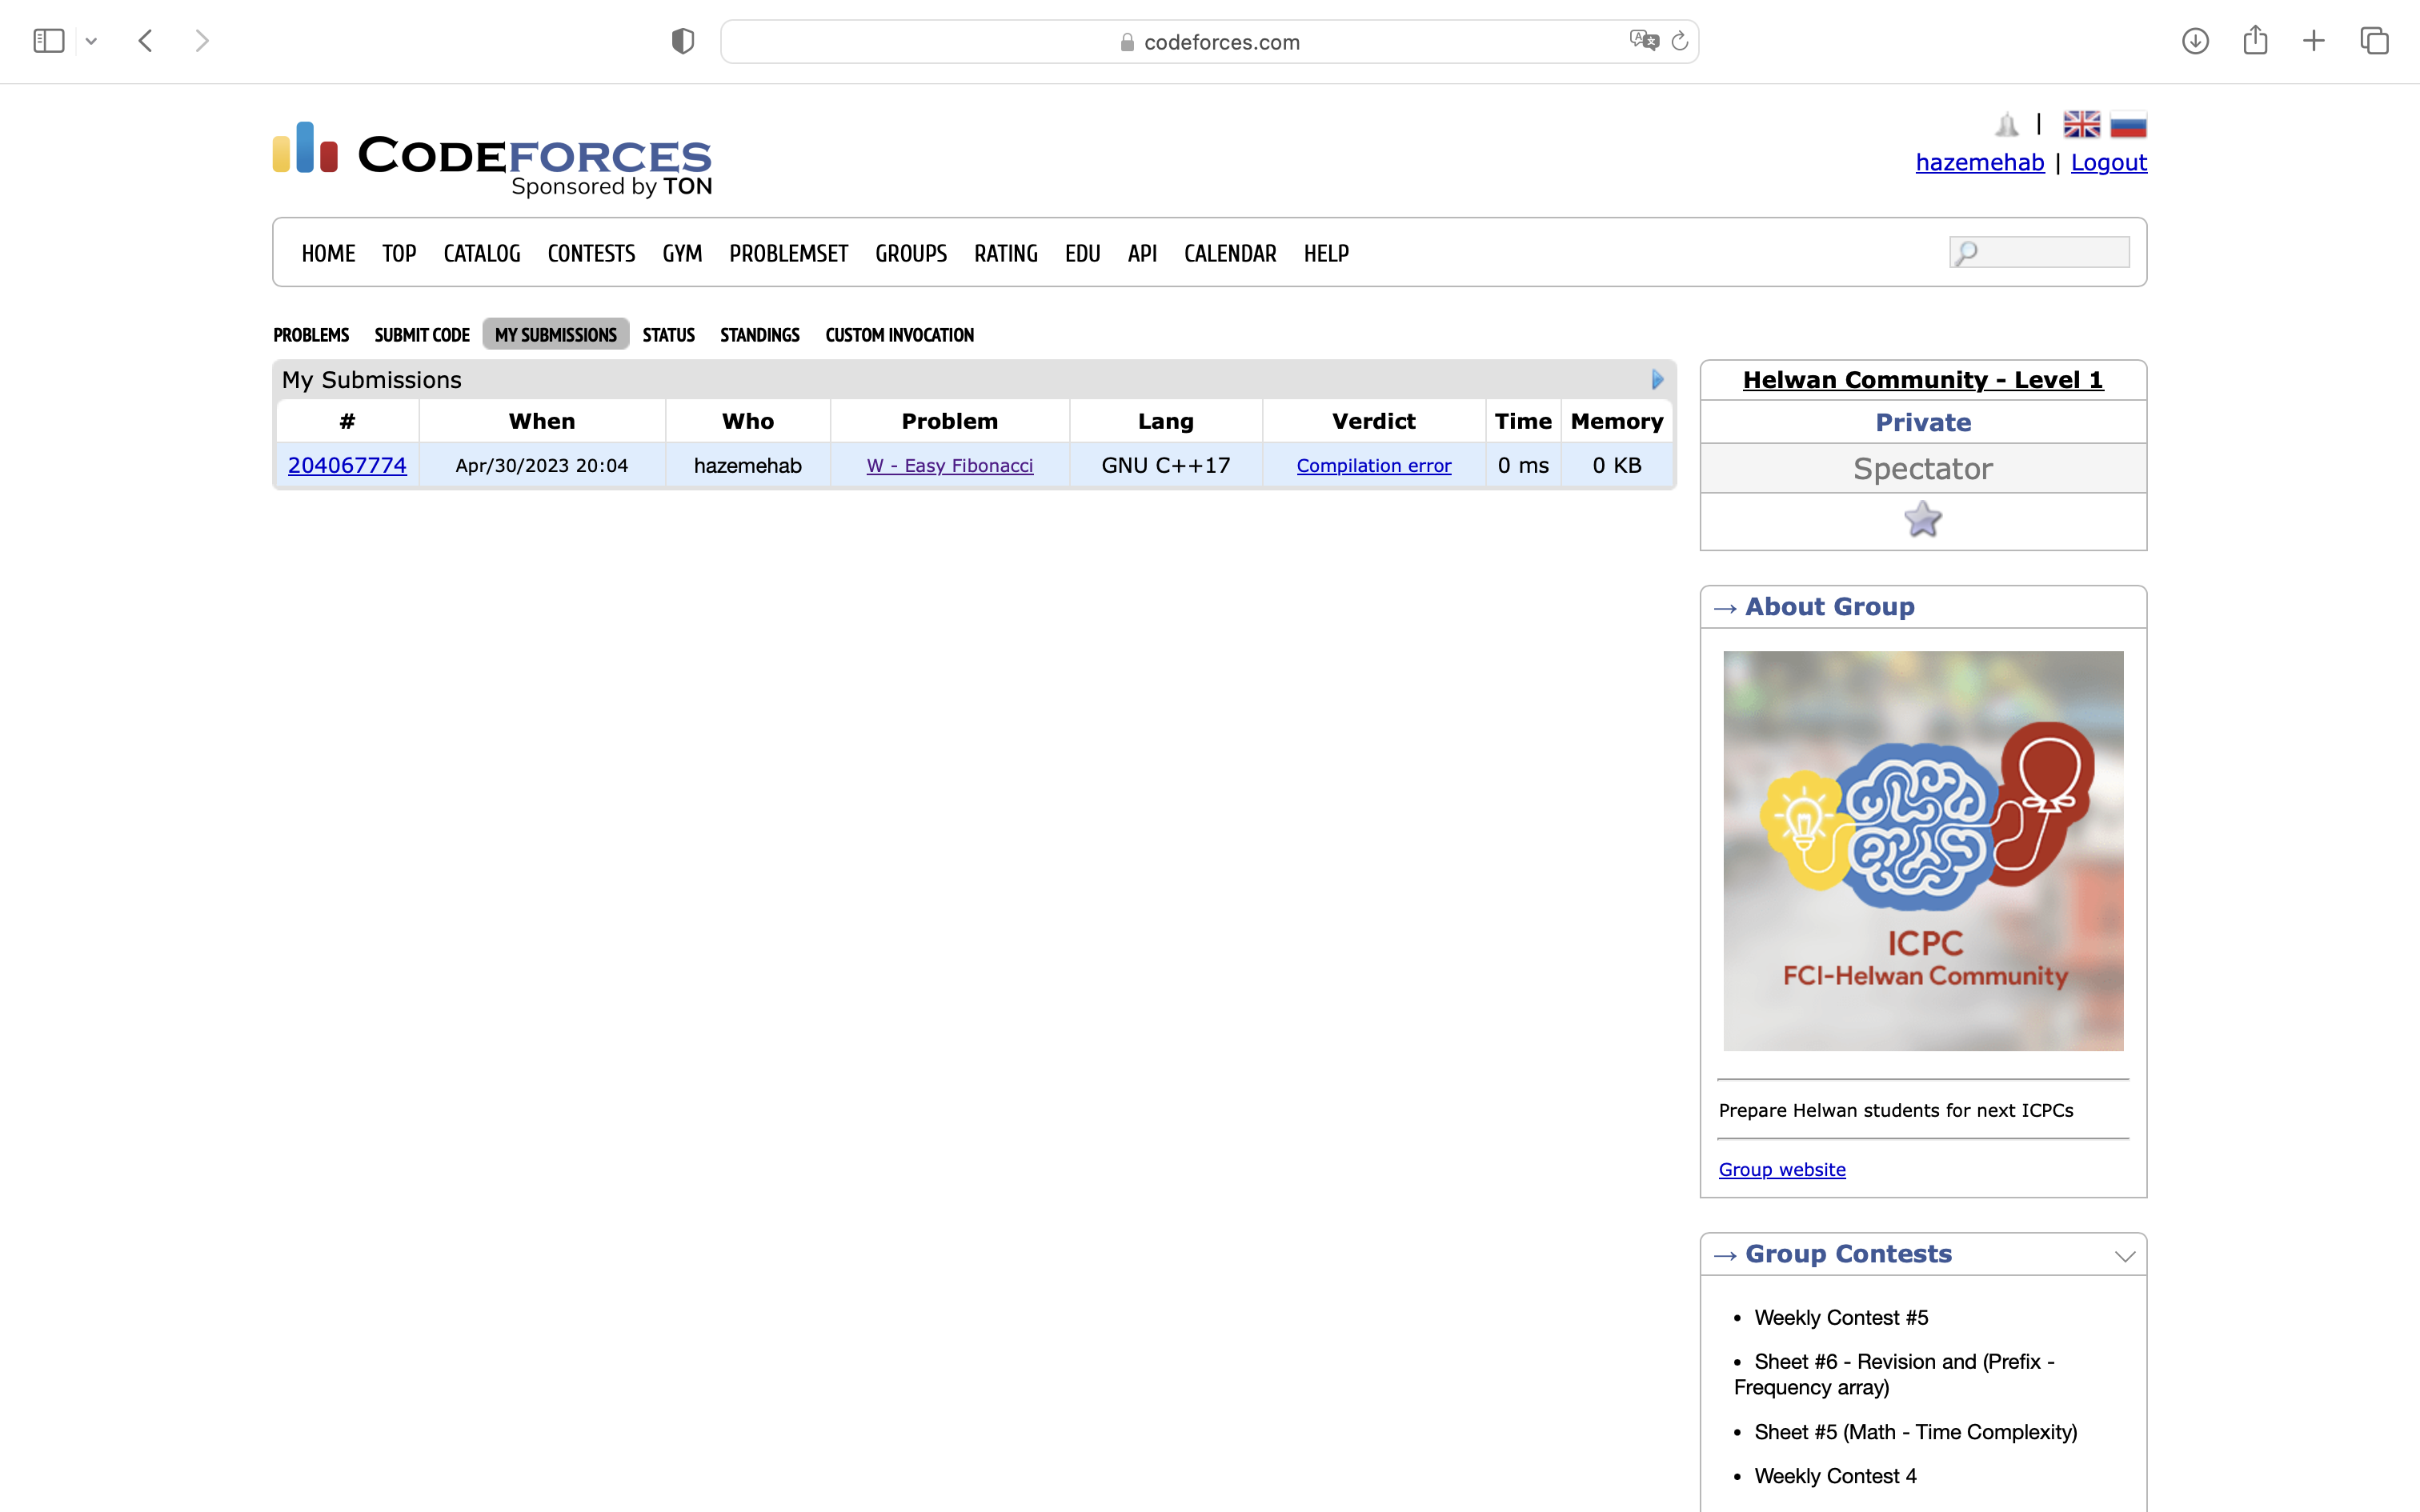 codeforces.com
CODEFORCES
Sponsored by TON
|
hazemehab | Logout
HOME TOP CATALOG CONTESTS GYM PROBLEMSET GROUPS RATING EDU API CALENDAR HELP
PROBLEMS SUBMIT CODE MY SUBMISSIONS STATUS STANDINGS CUSTOM INVOCATION
My Submissions
# When Who Problem Lang Verdict Time Memory
204067774 Apr/30/2023 20:04 hazemehab W - Easy Fibonacci GNU C++17 Compilation error 0 ms 0 KB
Helwan Community - Level 1
Private
Spectator
→ About Group
ICPC
FCI-Helwan Community
Prepare Helwan students for next ICPCs
Group website
→ Group Contests
• Weekly Contest #5
• Sheet #6 - Revision and (Prefix -
Frequency array)
• Sheet #5 (Math - Time Complexity)
• Weekly Contest 4